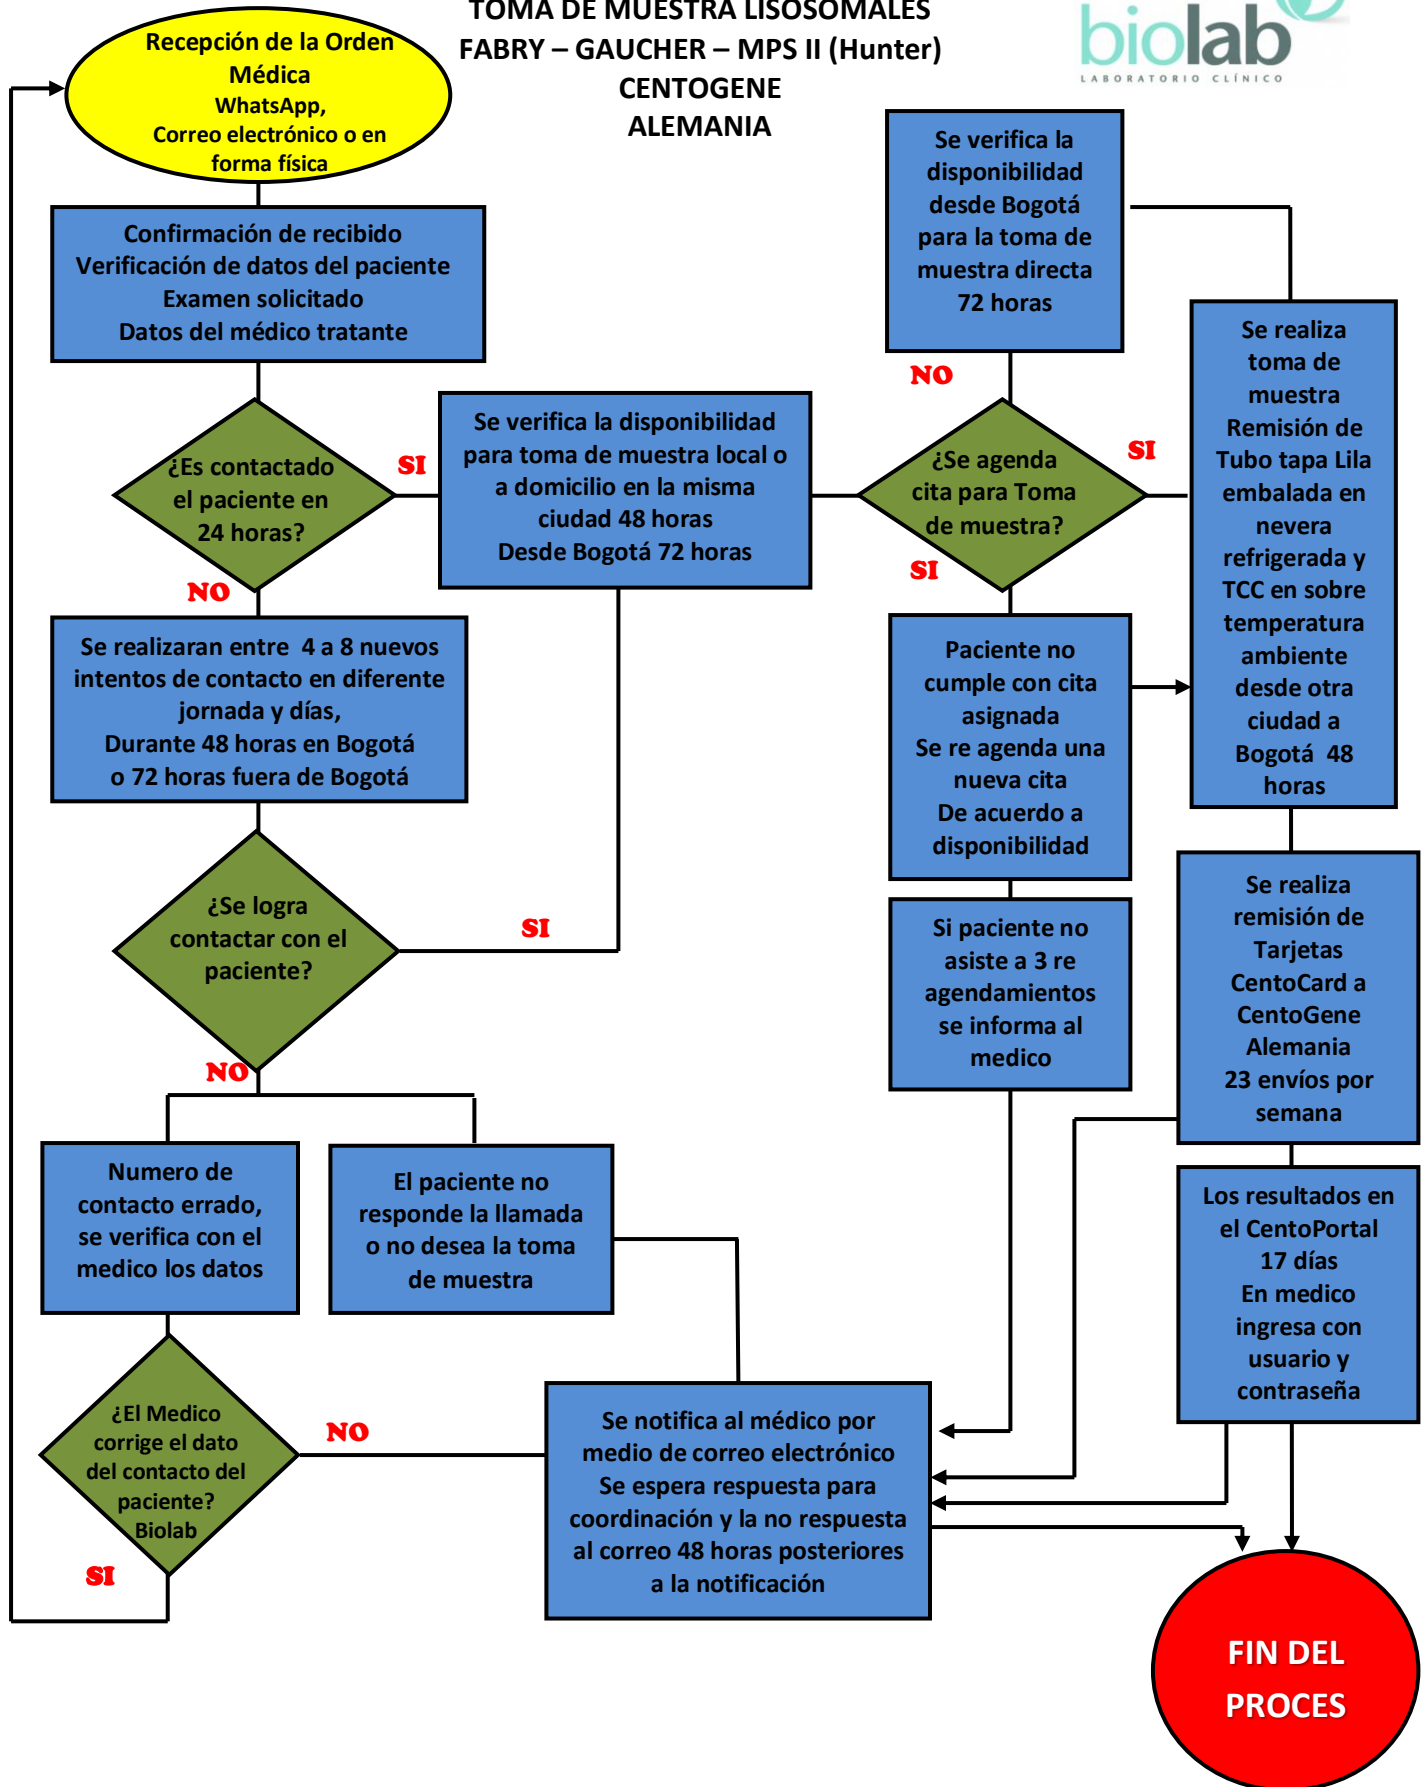 TOMA DE MUESTRA LISOSOMALES
FABRY – GAUCHER – MPS II (Hunter)
CENTOGENE
ALEMANIA
biolab
LABORATORIO CLÍNICO
Recepción de la Orden
Médica
WhatsApp,
Correo electrónico o en
forma física
Confirmación de recibido
Verificación de datos del paciente
Examen solicitado
Datos del médico tratante
¿Es contactado
el paciente en
24 horas?
SI
NO
Se verifica la disponibilidad
para toma de muestra local o
a domicilio en la misma
ciudad 48 horas
Desde Bogotá 72 horas
Se verifica la
disponibilidad
desde Bogotá
para la toma de
muestra directa
72 horas
NO
¿Se agenda
cita para Toma
de muestra?
SI
SI
Se realiza
toma de
muestra
Remisión de
Tubo tapa Lila
embalada en
nevera
refrigerada y
TCC en sobre
temperatura
ambiente
desde otra
ciudad a
Bogotá 48
horas
Se realizaran entre 4 a 8 nuevos
intentos de contacto en diferente
jornada y días,
Durante 48 horas en Bogotá
o 72 horas fuera de Bogotá
Paciente no
cumple con cita
asignada
Se re agenda una
nueva cita
De acuerdo a
disponibilidad
¿Se logra
contactar con el
paciente?
SI
NO
Si paciente no
asiste a 3 re
agendamientos
se informa al
medico
Se realiza
remisión de
Tarjetas
CentoCard a
CentoGene
Alemania
23 envíos por
semana
Numero de
contacto errado,
se verifica con el
medico los datos
El paciente no
responde la llamada
o no desea la toma
de muestra
Los resultados en
el CentoPortal
17 días
En medico
ingresa con
usuario y
contraseña
¿El Medico
corrige el dato
del contacto del
paciente?
Biolab
NO
SI
Se notifica al médico por
medio de correo electrónico
Se espera respuesta para
coordinación y la no respuesta
al correo 48 horas posteriores
a la notificación
FIN DEL
PROCES